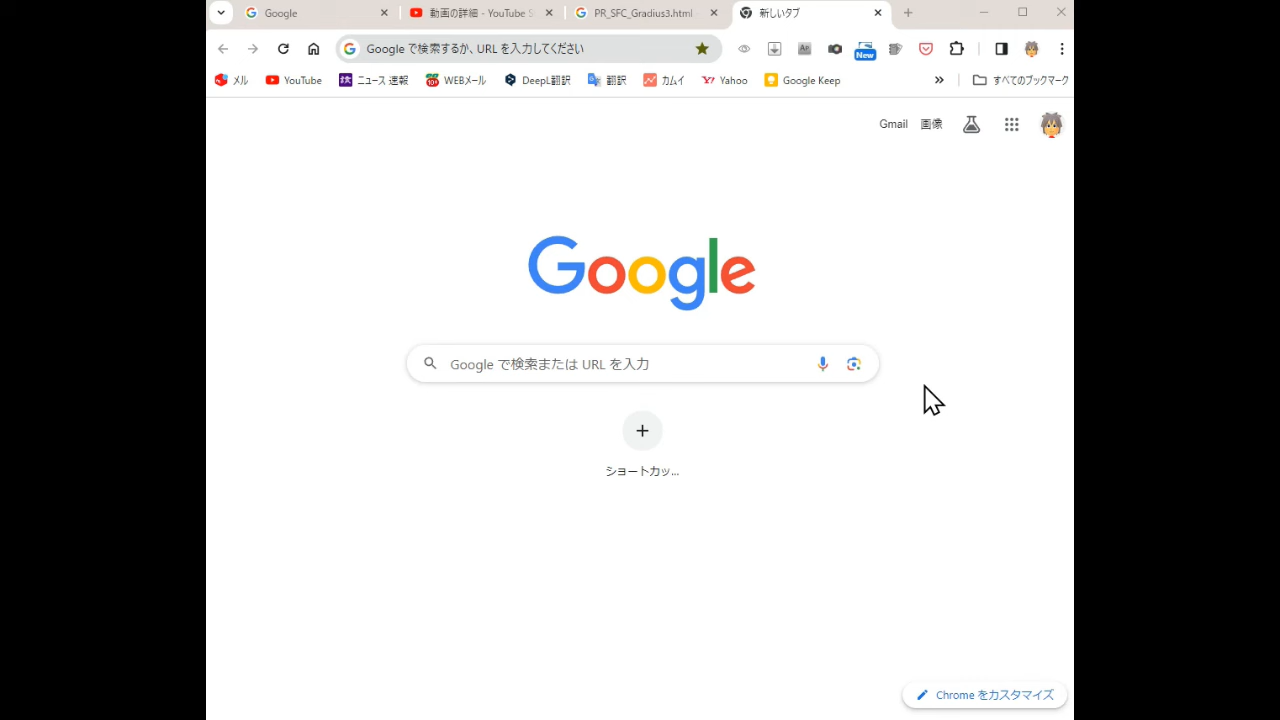 Google
動画の詳細 - YouTube S
PR_SFC_Gradius3.html
新しいタブ
Google で検索するか、URL を入力してください
New
メル
YouTube
ニュース 速報
WEBメール
DeepL翻訳
翻訳
カムイ
Yahoo
Google Keep
»
すべてのブックマーク
Gmail
画像
Google
Google で検索または URL を入力
ショートカッ...
Chrome をカスタマイズ